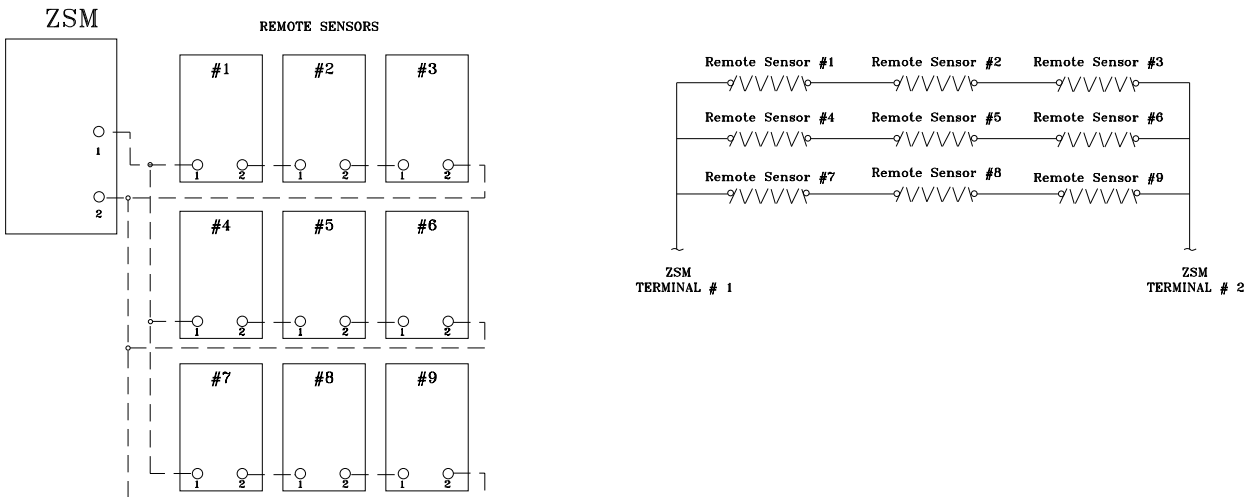 ZSM
REMOTE SENSORS
#1 #2 #3
1
2
1 2 1 2 1 2
#4 #5 #6
1 2 1 2 1 2
#7 #8 #9
1 2 1 2 1 2
Remote Sensor #1 Remote Sensor #2 Remote Sensor #3
Remote Sensor #4 Remote Sensor #5 Remote Sensor #6
Remote Sensor #7 Remote Sensor #8 Remote Sensor #9
ZSM
TERMINAL # 1
ZSM
TERMINAL # 2